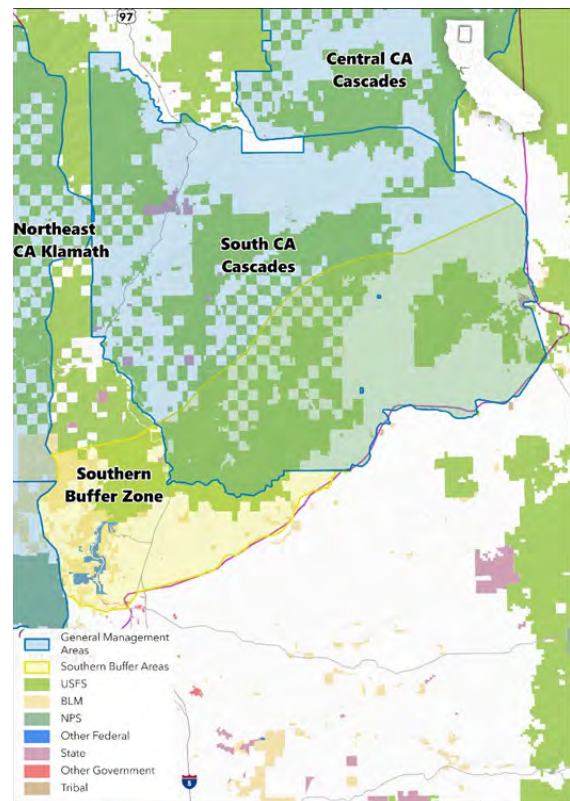 97
Central CA
Cascades
Northeast
CA Klamath
South CA
Cascades
Southern
Buffer Zone
General Management
Areas
Southern Buffer Areas
USFS
BLM
NPS
Other Federal
State
Other Government
Tribal
5